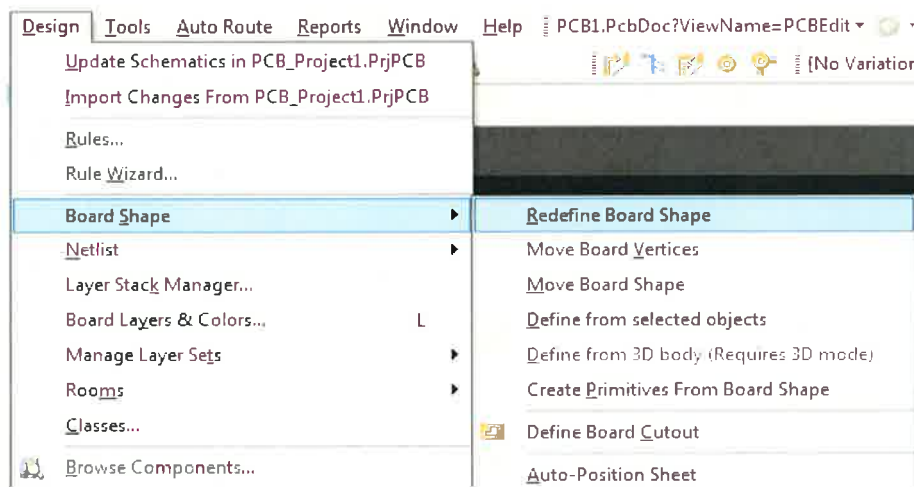 Design Tools Auto Route Reports Window Help PCB1.PcbDoc?ViewName=PCBEdit
Update Schematics in PCB_Project1.PrjPCB [No Variation
Import Changes From PCB_Project1.PrjPCB
Rules...
Rule Wizard...
Board Shape Redefine Board Shape
Netlist Move Board Vertices
Layer Stack Manager... Move Board Shape
Board Layers & Colors... L Define from selected objects
Manage Layer Sets Define from 3D body (Requires 3D mode)
Rooms Create Primitives From Board Shape
Classes... Define Board Cutout
Browse Components... Auto-Position Sheet